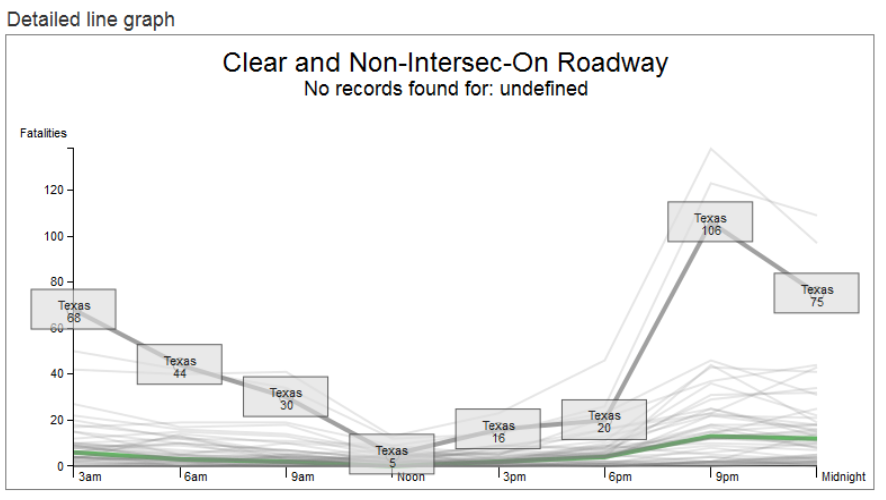 Detailed line graph
Clear and Non-Intersec-On Roadway
No records found for: undefined
Fatalities
120
100
80
60
40
20
0
Texas
68
Texas
44
Texas
30
Texas
5
Texas
16
Texas
20
Texas
106
Texas
75
3am
6am
9am
Noon
3pm
6pm
9pm
Midnight